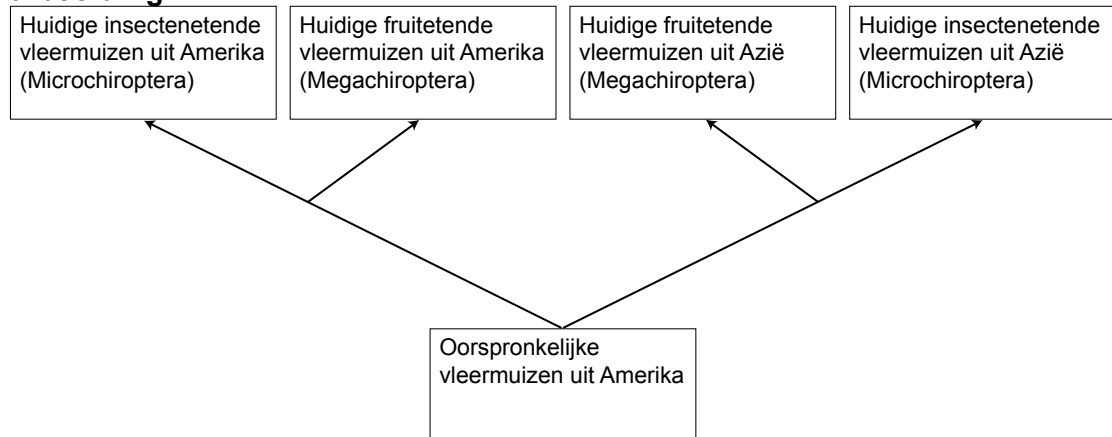 Huidige insectenetende
vleermuizen uit Amerika
(Microchiroptera)
Huidige fruitetende
vleermuizen uit Amerika
(Megachiroptera)
Huidige fruitetende
vleermuizen uit Azië
(Megachiroptera)
Huidige insectenetende
vleermuizen uit Azië
(Microchiroptera)
Oorspronkelijke
vleermuizen uit Amerika